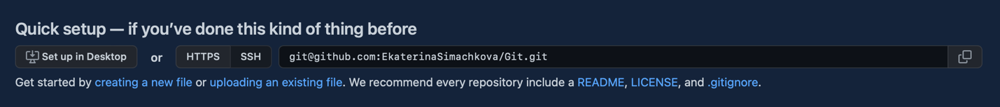 Quick setup — if you’ve done this kind of thing before
Set up in Desktop or HTTPS SSH git@github.com:EkaterinaSimachkova/Git.git
Get started by creating a new file or uploading an existing file. We recommend every repository include a README, LICENSE, and .gitignore.